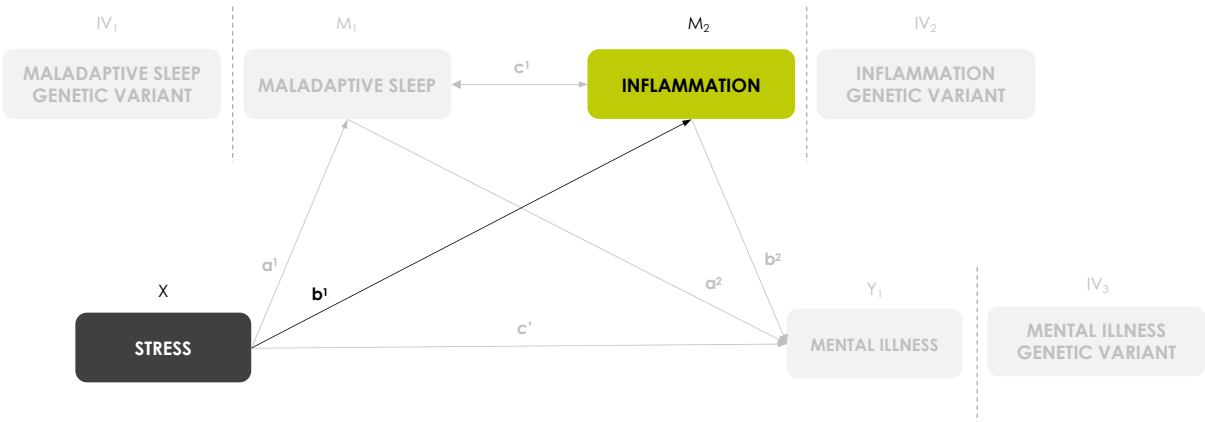 IV₁
M₁
M₂
IV₂
MALADAPTIVE SLEEP
GENETIC VARIANT
MALADAPTIVE SLEEP
c¹
INFLAMMATION
INFLAMMATION
GENETIC VARIANT
a¹
b¹
a²
b²
X
Y₁
IV₃
STRESS
c'
MENTAL ILLNESS
MENTAL ILLNESS
GENETIC VARIANT